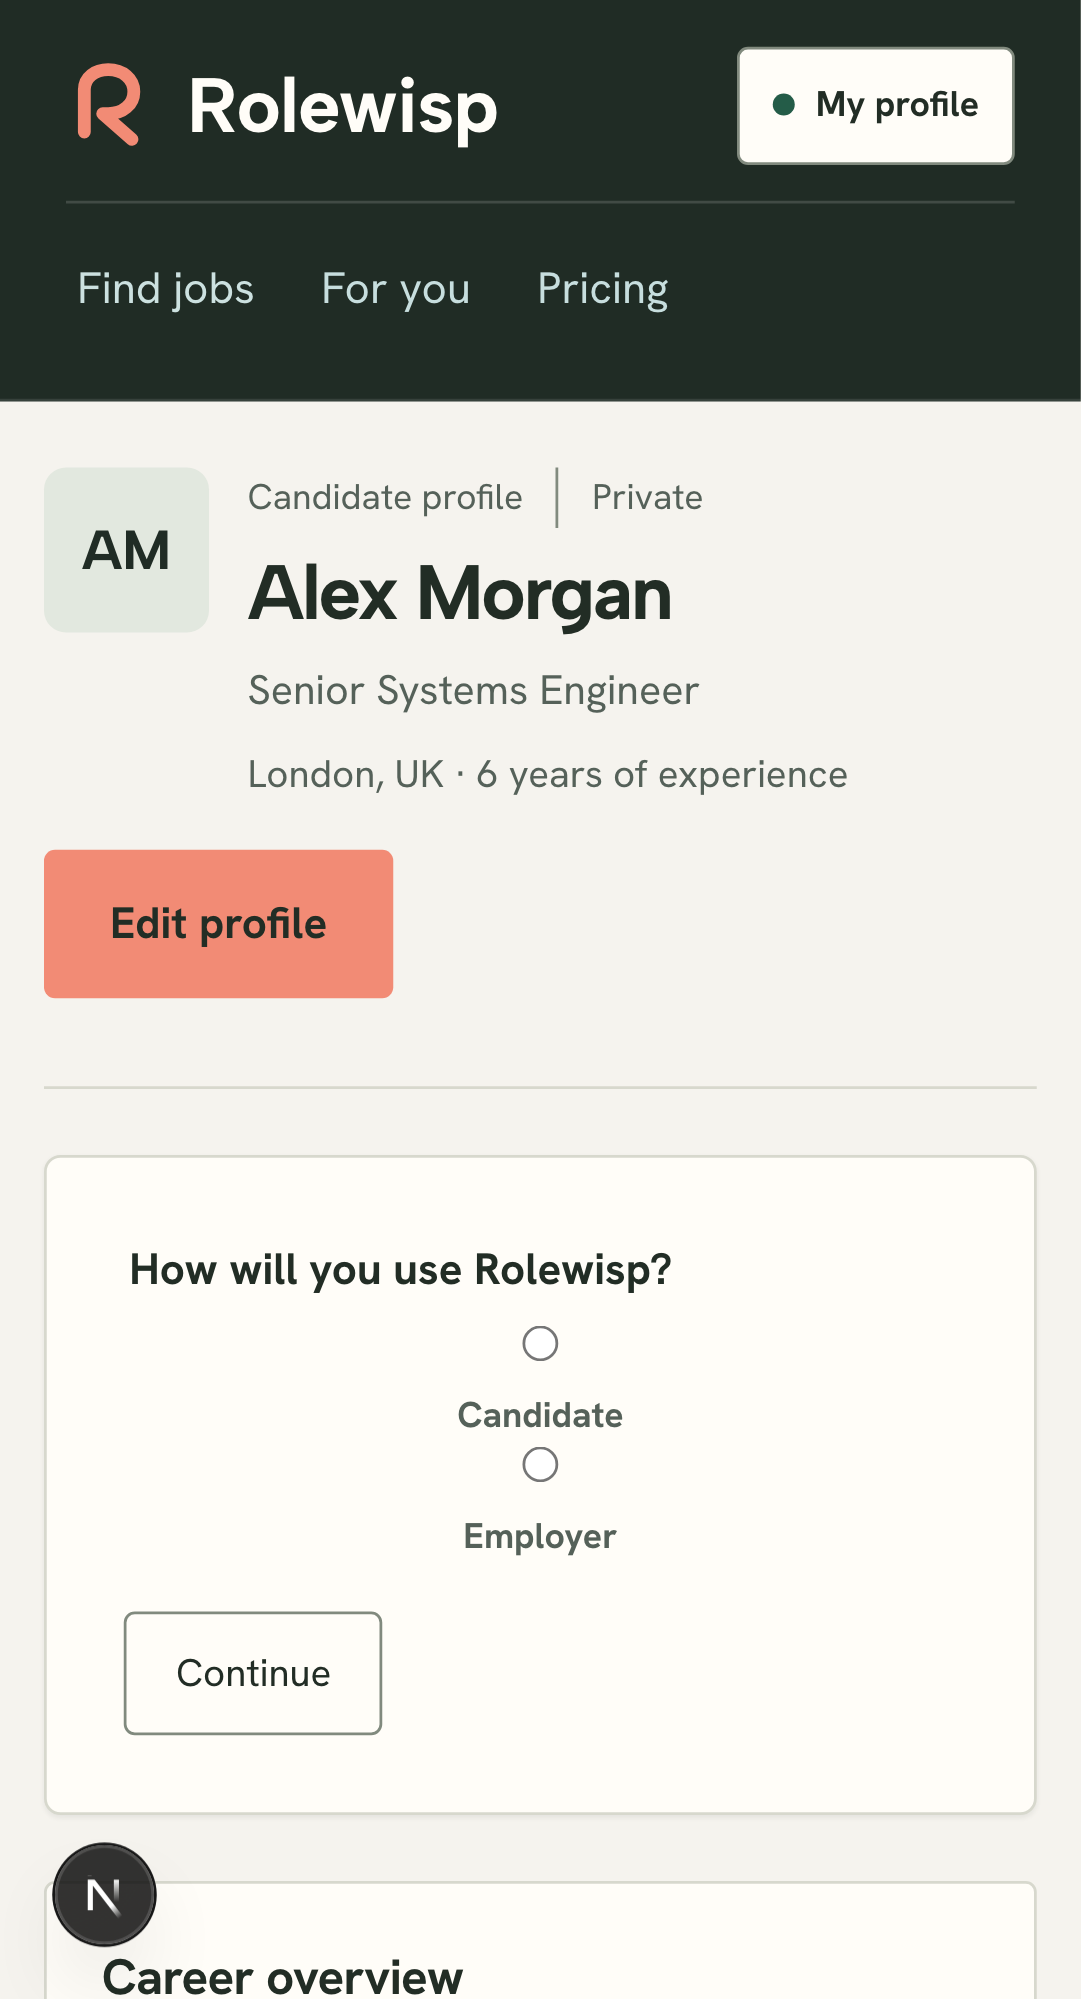 Rolewisp
My profile
Find jobs For you Pricing
AM
Candidate profile Private
Alex Morgan
Senior Systems Engineer
London, UK · 6 years of experience
Edit profile
How will you use Rolewisp?
Candidate
Employer
Continue
N
Career overview